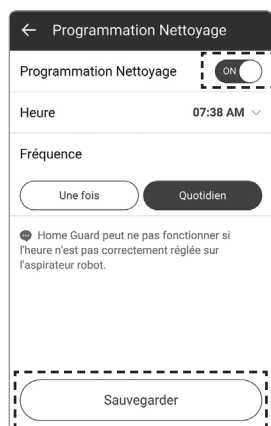 Programmation Nettoyage
Programmation Nettoyage ON
Heure 07:38 AM
Fréquence
Une fois Quotidien
Home Guard peut ne pas fonctionner si
l'heure n'est pas correctement réglée sur
l'aspirateur robot.
Sauvegarder